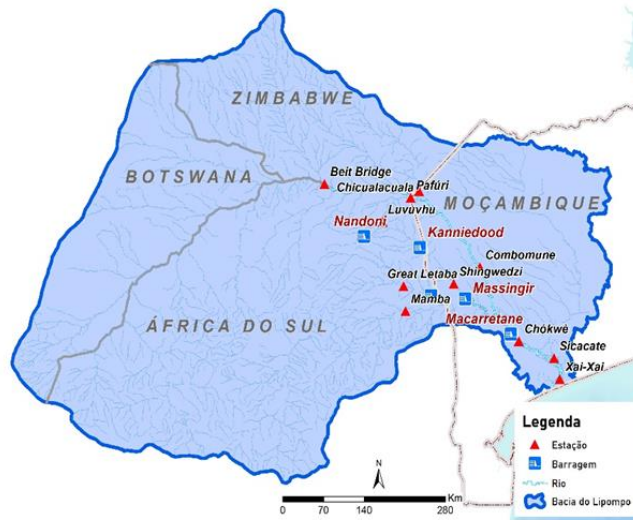 ZIMBABWE
BOTSWANA
Beit Bridge
Chicualacuala Pafúri
MOÇAMBIQUE
Luvuvhu
Nandoni
Kanniedood
Combomune
Great Letaba Shingwedzi
Massingir
Mamba
ÁFRICA DO SUL
Macarretane
Chókwè
Sicacate
Xai-Xai
Legenda
Estação
Barragem
Rio
Bacia do Lipompo
N
Km
0 70 140 280